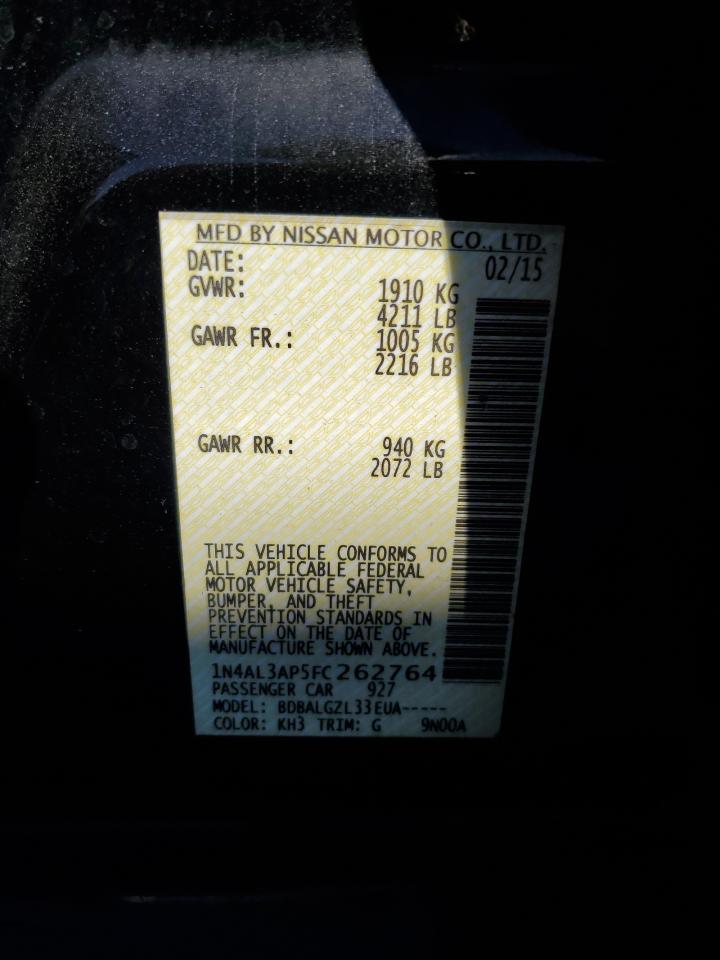 MFD BY NISSAN MOTOR CO., LTD.
DATE: 02/15
GVWR: 1910 KG
4211 LB
GAWR FR.: 1005 KG
2216 LB
GAWR RR.: 940 KG
2072 LB
THIS VEHICLE CONFORMS TO
ALL APPLICABLE FEDERAL
MOTOR VEHICLE SAFETY,
BUMPER, AND THEFT
PREVENTION STANDARDS IN
EFFECT ON THE DATE OF
MANUFACTURE SHOWN ABOVE.
1N4AL3AP5FC262764
PASSENGER CAR 927
MODEL: BDBALGZL33EUA-----
COLOR: KH3 TRIM: G 9N00A